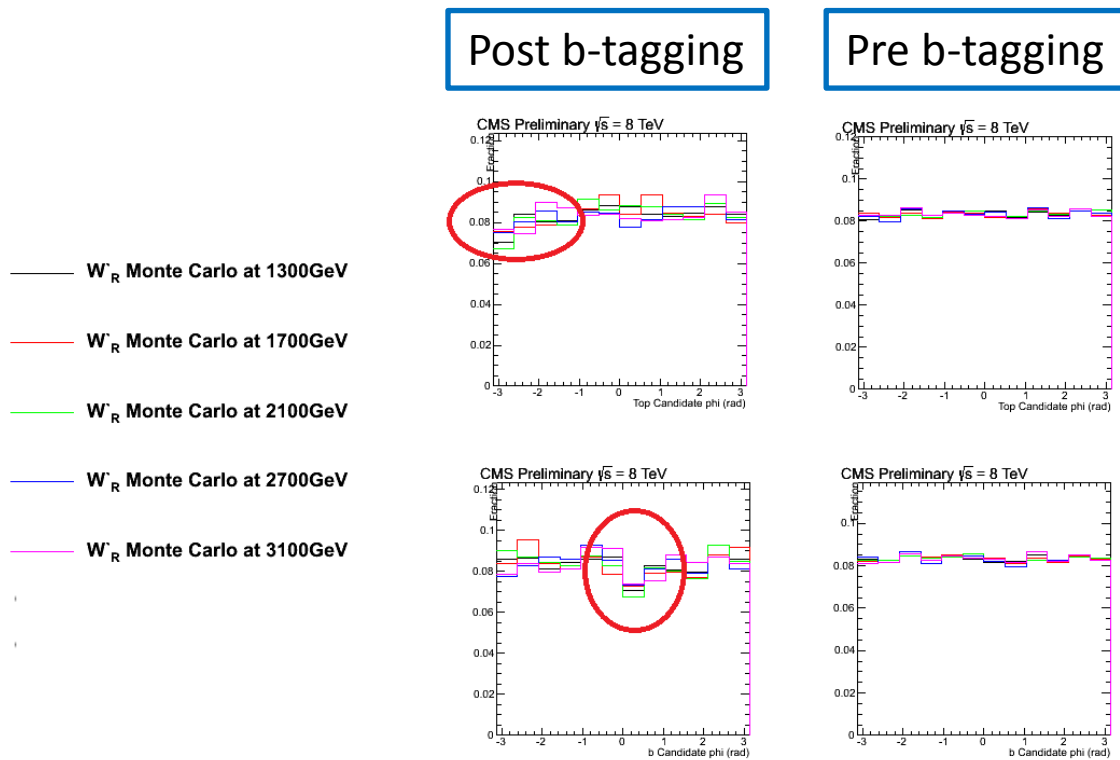 Post b-tagging
Pre b-tagging
W`R Monte Carlo at 1300GeV
W`R Monte Carlo at 1700GeV
W`R Monte Carlo at 2100GeV
W`R Monte Carlo at 2700GeV
W`R Monte Carlo at 3100GeV
CMS Preliminary √s = 8 TeV
Fraction
0.12
0.1
0.08
0.06
0.04
0.02
0
-3 -2 -1 0 1 2 3
Top Candidate phi (rad)
CMS Preliminary √s = 8 TeV
Fraction
0.12
0.1
0.08
0.06
0.04
0.02
0
-3 -2 -1 0 1 2 3
Top Candidate phi (rad)
CMS Preliminary √s = 8 TeV
Fraction
0.12
0.1
0.08
0.06
0.04
0.02
0
-3 -2 -1 0 1 2 3
b Candidate phi (rad)
CMS Preliminary √s = 8 TeV
Fraction
0.12
0.1
0.08
0.06
0.04
0.02
0
-3 -2 -1 0 1 2 3
b Candidate phi (rad)